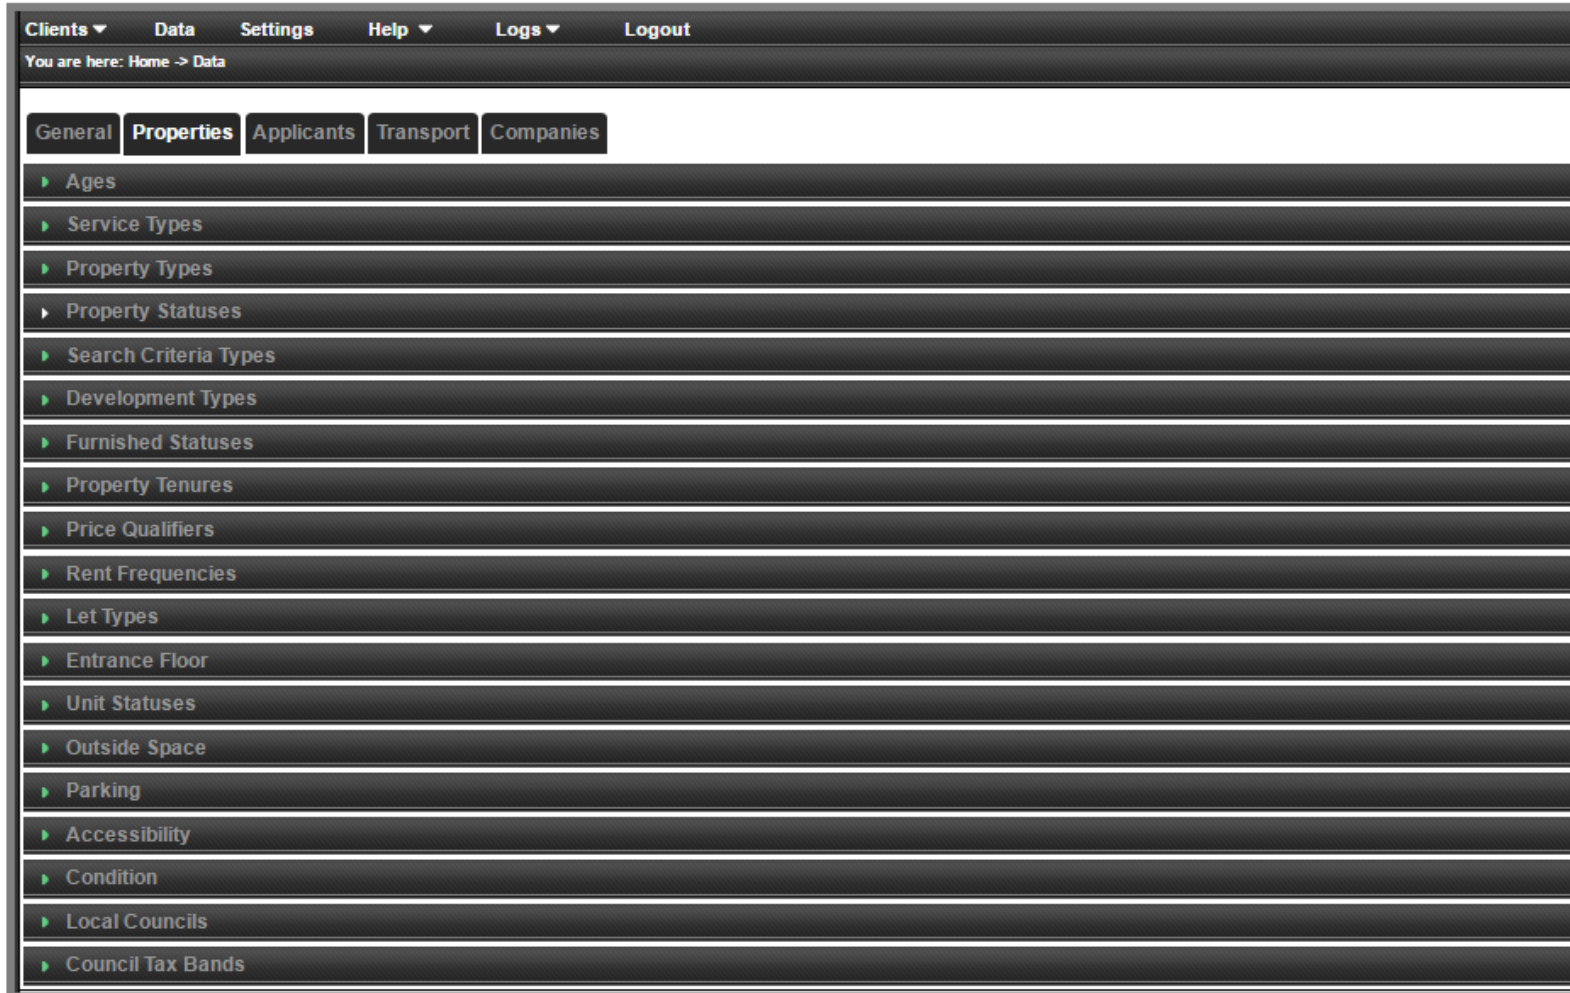 Clients Data Settings Help Logs Logout
You are here: Home -> Data
General Properties Applicants Transport Companies
Ages
Service Types
Property Types
Property Statuses
Search Criteria Types
Development Types
Furnished Statuses
Property Tenures
Price Qualifiers
Rent Frequencies
Let Types
Entrance Floor
Unit Statuses
Outside Space
Parking
Accessibility
Condition
Local Councils
Council Tax Bands